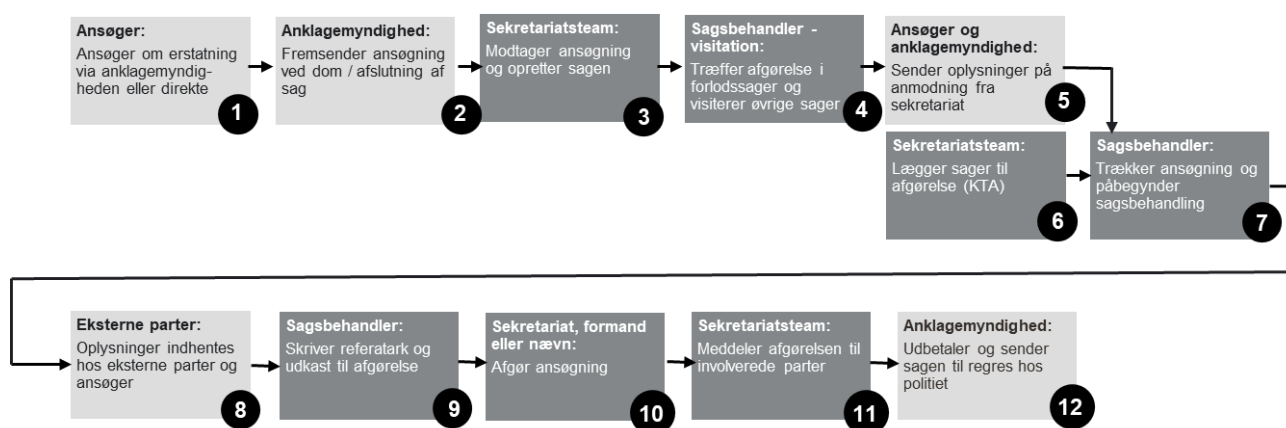 Ansøger:
Ansøger om erstatning
via anklagemyndig-
heden eller direkte
1
Anklagemyndighed:
Fremsender ansøgning
ved dom / afslutning af
sag
2
Sekretariatsteam:
Modtager ansøgning
og opretter sagen
3
Sagsbehandler -
visitation:
Træffer afgørelse i
forlodssager og
visiterer øvrige sager
4
Ansøger og
anklagemyndighed:
Sender oplysninger på
anmodning fra
sekretariat
5
Sekretariatsteam:
Lægger sager til
afgørelse (KTA)
6
Sagsbehandler:
Trækker ansøgning og
påbegynder
sagsbehandling
7
Eksterne parter:
Oplysninger indhentes
hos eksterne parter og
ansøger
8
Sagsbehandler:
Skriver referatark og
udkast til afgørelse
9
Sekretariat, formand
eller nævn:
Afgør ansøgning
10
Sekretariatsteam:
Meddeler afgørelsen til
involverede parter
11
Anklagemyndighed:
Udbetaler og sender
sagen til regres hos
politiet
12